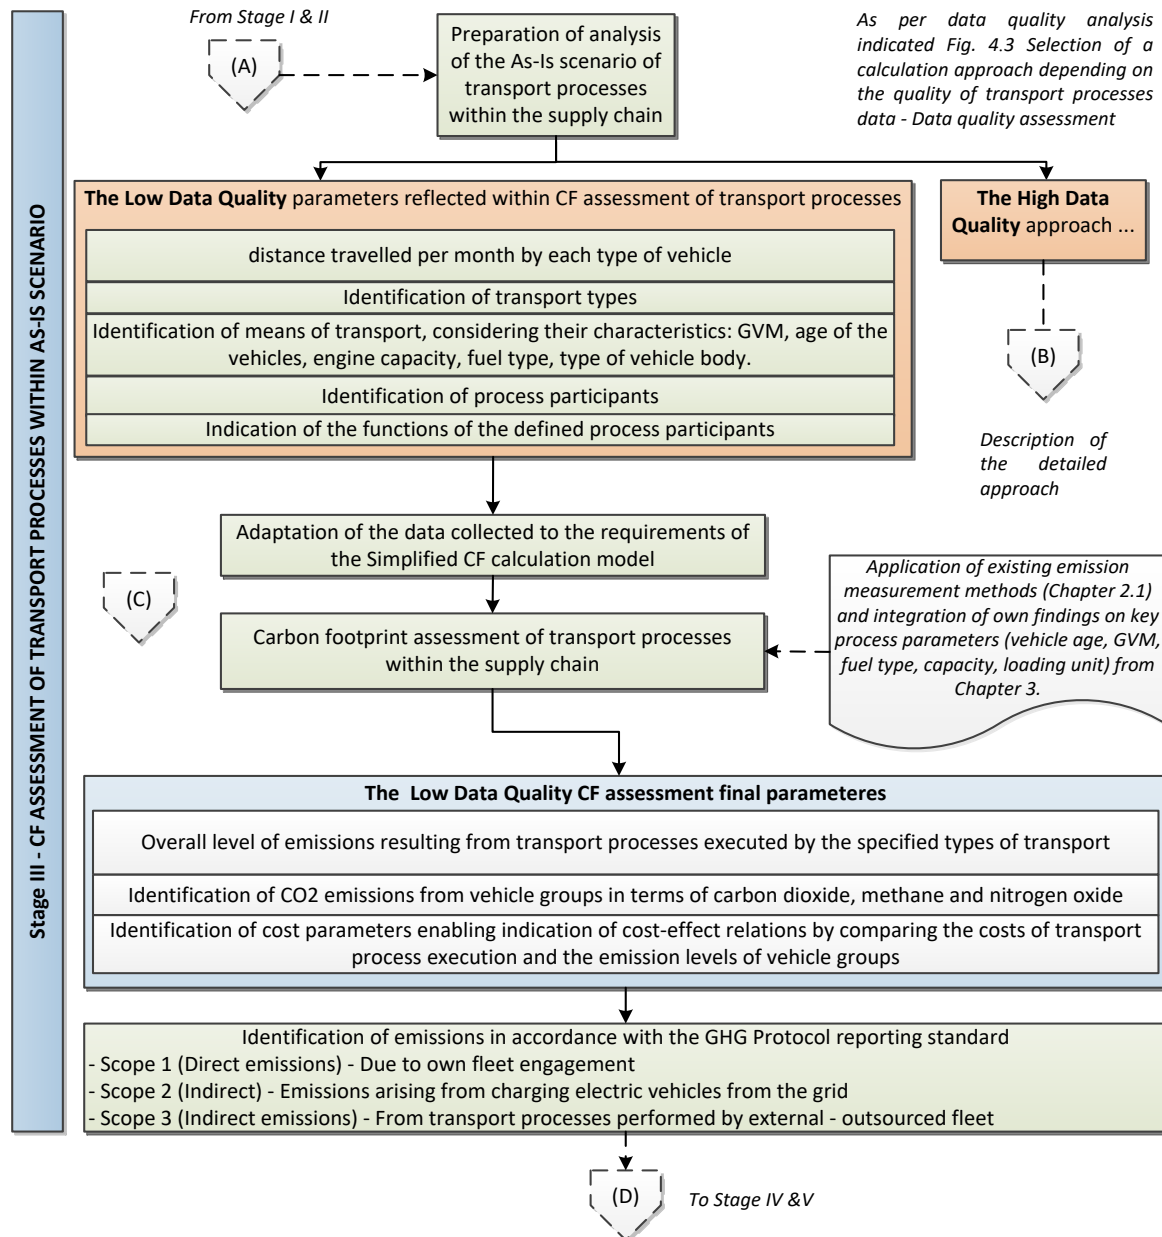 From Stage I & II
(A)
Preparation of analysis
of the As-Is scenario of
transport processes
within the supply chain
As per data quality analysis
indicated Fig. 4.3 Selection of a
calculation approach depending on
the quality of transport processes
data - Data quality assessment
Stage III - CF ASSESSMENT OF TRANSPORT PROCESSES WITHIN AS-IS SCENARIO
The Low Data Quality parameters reflected within CF assessment of transport processes
distance travelled per month by each type of vehicle
Identification of transport types
Identification of means of transport, considering their characteristics: GVM, age of the
vehicles, engine capacity, fuel type, type of vehicle body.
Identification of process participants
Indication of the functions of the defined process participants
The High Data
Quality approach ...
(B)
Description of
the detailed
approach
Adaptation of the data collected to the requirements of
the Simplified CF calculation model
(C)
Carbon footprint assessment of transport processes
within the supply chain
Application of existing emission
measurement methods (Chapter 2.1)
and integration of own findings on key
process parameters (vehicle age, GVM,
fuel type, capacity, loading unit) from
Chapter 3.
The Low Data Quality CF assessment final parameteres
Overall level of emissions resulting from transport processes executed by the specified types of transport
Identification of CO2 emissions from vehicle groups in terms of carbon dioxide, methane and nitrogen oxide
Identification of cost parameters enabling indication of cost-effect relations by comparing the costs of transport
process execution and the emission levels of vehicle groups
Identification of emissions in accordance with the GHG Protocol reporting standard
- Scope 1 (Direct emissions) - Due to own fleet engagement
- Scope 2 (Indirect) - Emissions arising from charging electric vehicles from the grid
- Scope 3 (Indirect emissions) - From transport processes performed by external - outsourced fleet
(D)
To Stage IV &V